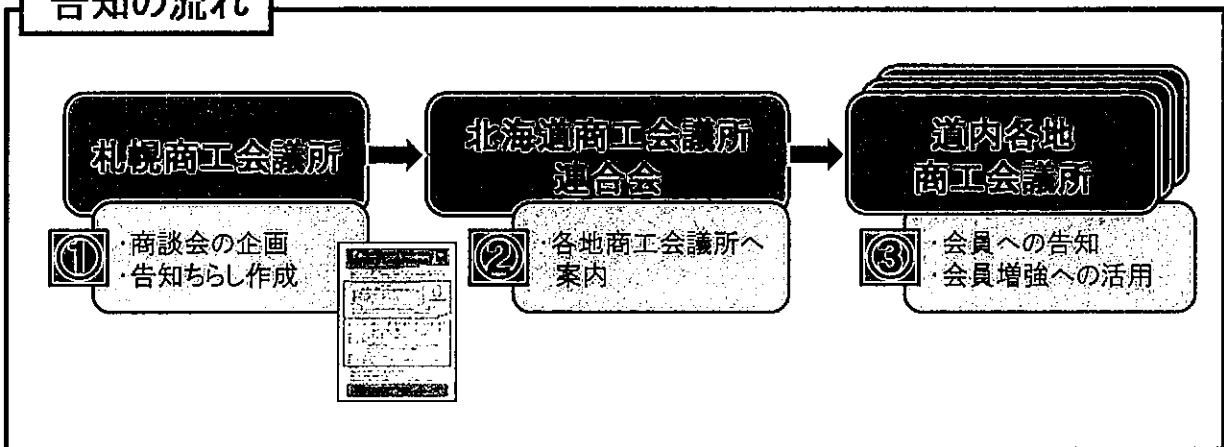 告知の流れ
札幌商工会議所
北海道商工会議所
連合会
道内各地
商工会議所
①
・商談会の企画
・告知ちらし作成
②
・各地商工会議所へ
案内
③
・会員への告知
・会員増強への活用